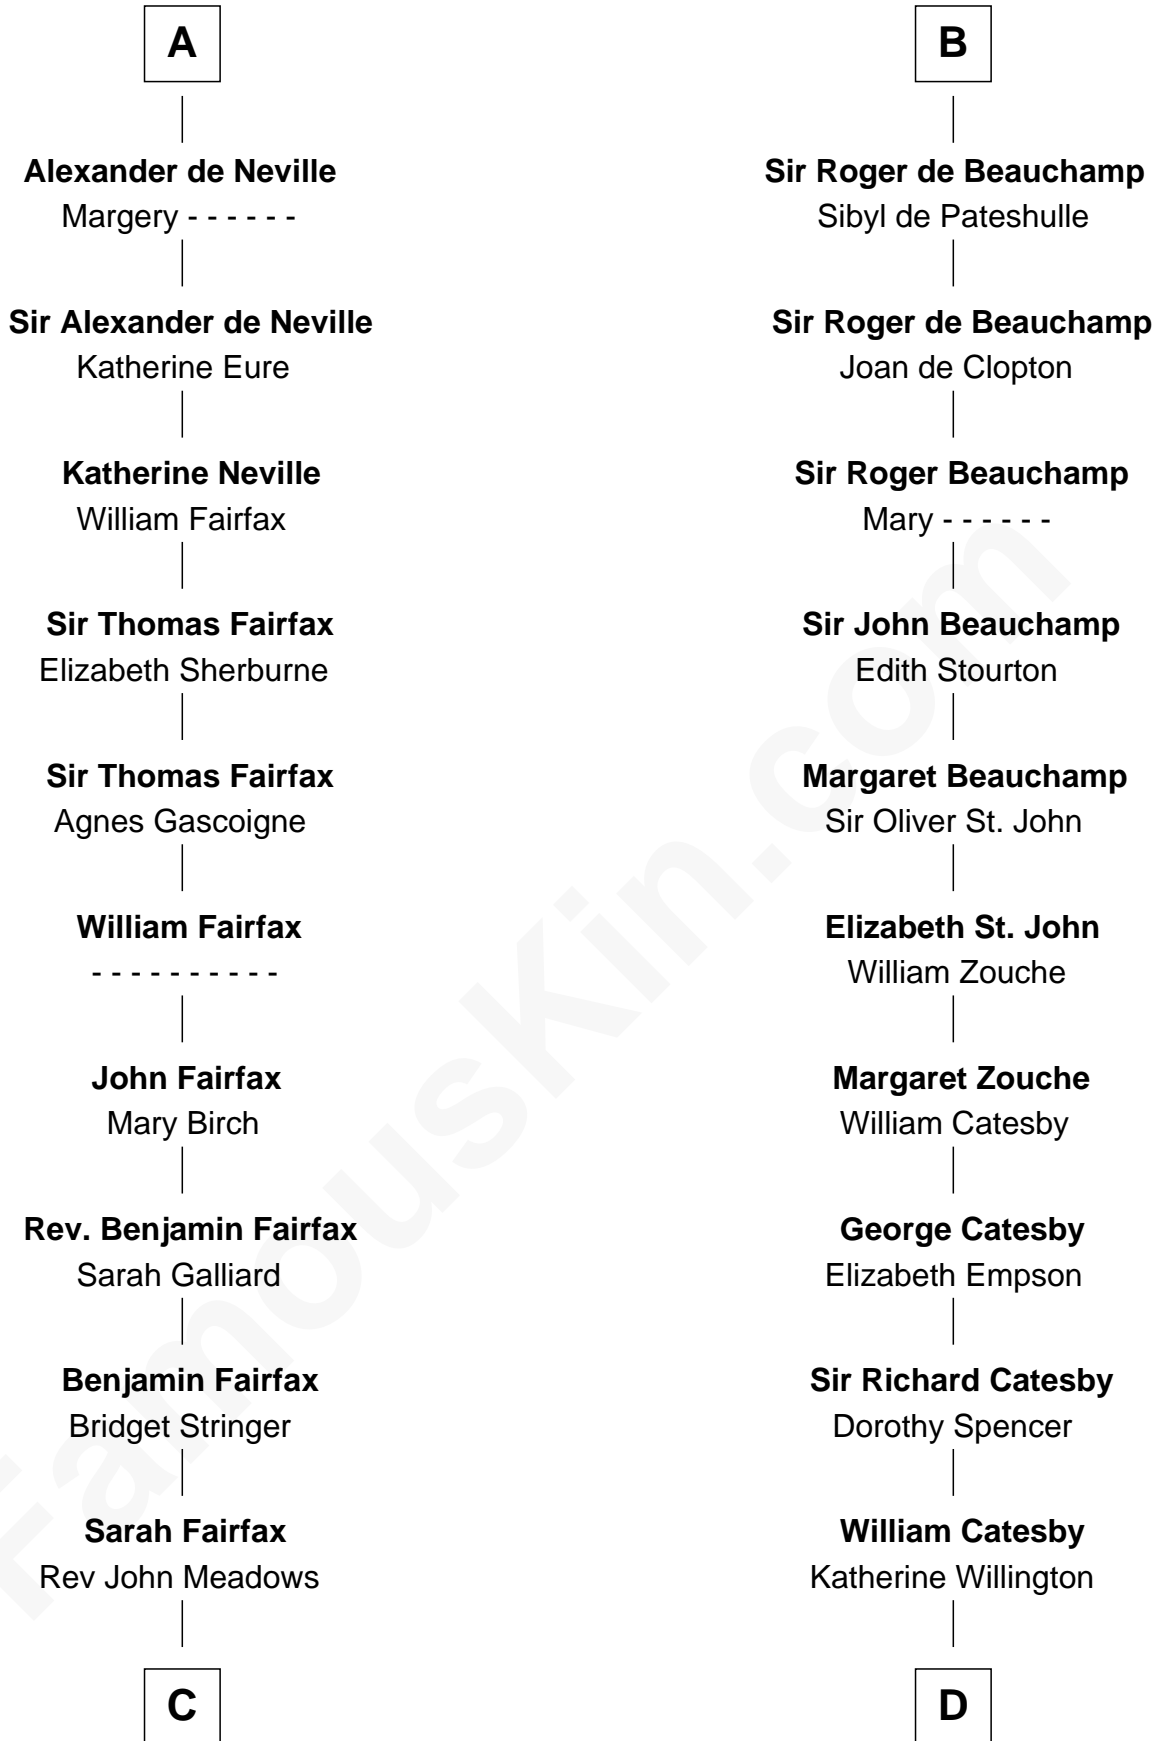 A
Alexander de Neville
Margery - - - - - -
Sir Alexander de Neville
Katherine Eure
Katherine Neville
William Fairfax
Sir Thomas Fairfax
Elizabeth Sherburne
Sir Thomas Fairfax
Agnes Gascoigne
William Fairfax
- - - - - - - - - -
John Fairfax
Mary Birch
Rev. Benjamin Fairfax
Sarah Galliard
Benjamin Fairfax
Bridget Stringer
Sarah Fairfax
Rev John Meadows
C
B
Sir Roger de Beauchamp
Sibyl de Pateshulle
Sir Roger de Beauchamp
Joan de Clopton
Sir Roger Beauchamp
Mary - - - - - -
Sir John Beauchamp
Edith Stourton
Margaret Beauchamp
Sir Oliver St. John
Elizabeth St. John
William Zouche
Margaret Zouche
William Catesby
George Catesby
Elizabeth Empson
Sir Richard Catesby
Dorothy Spencer
William Catesby
Katherine Willington
D
FamousKin.com